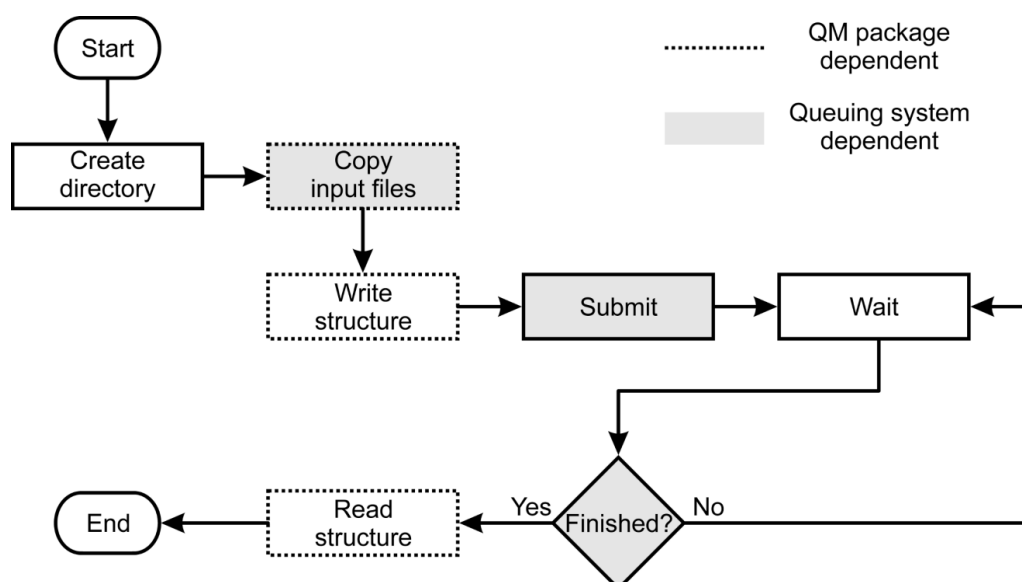 Start
QM package
dependent
Queuing system
dependent
Create
directory
Copy
input files
Write
structure
Submit
Wait
Finished?
Yes
No
Read
structure
End